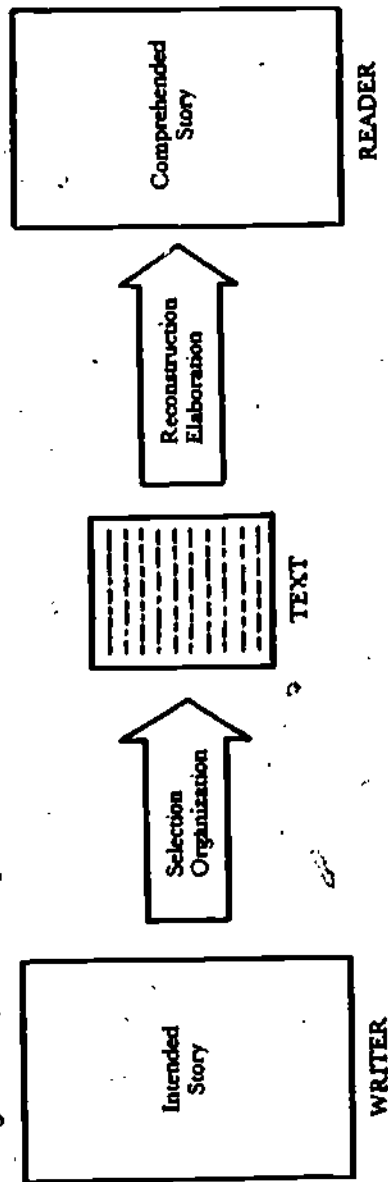 Intended
Story
WRITER
Selection
Organization
TEXT
Reconstruction
Elaboration
Comprehended
Story
READER